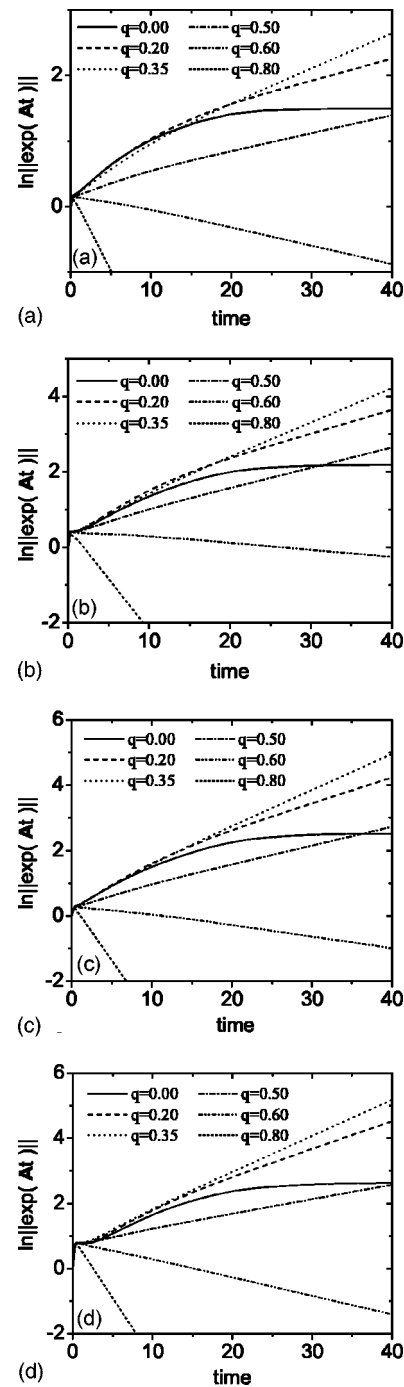 q=0.00 q=0.50
q=0.20 q=0.60
q=0.35 q=0.80
2
0
ln||exp( At )||
(a)
0 10 20 30 40
(a) time
q=0.00 q=0.50
q=0.20 q=0.60
q=0.35 q=0.80
4
2
0
-2
ln||exp( At )||
(b)
0 10 20 30 40
(b) time
6
q=0.00 q=0.50
q=0.20 q=0.60
q=0.35 q=0.80
4
2
0
-2
ln||exp( At )||
(c)
0 10 20 30 40
(c) time
6
q=0.00 q=0.50
q=0.20 q=0.60
q=0.35 q=0.80
4
2
0
-2
ln||exp( At )||
(d)
0 10 20 30 40
(d) time